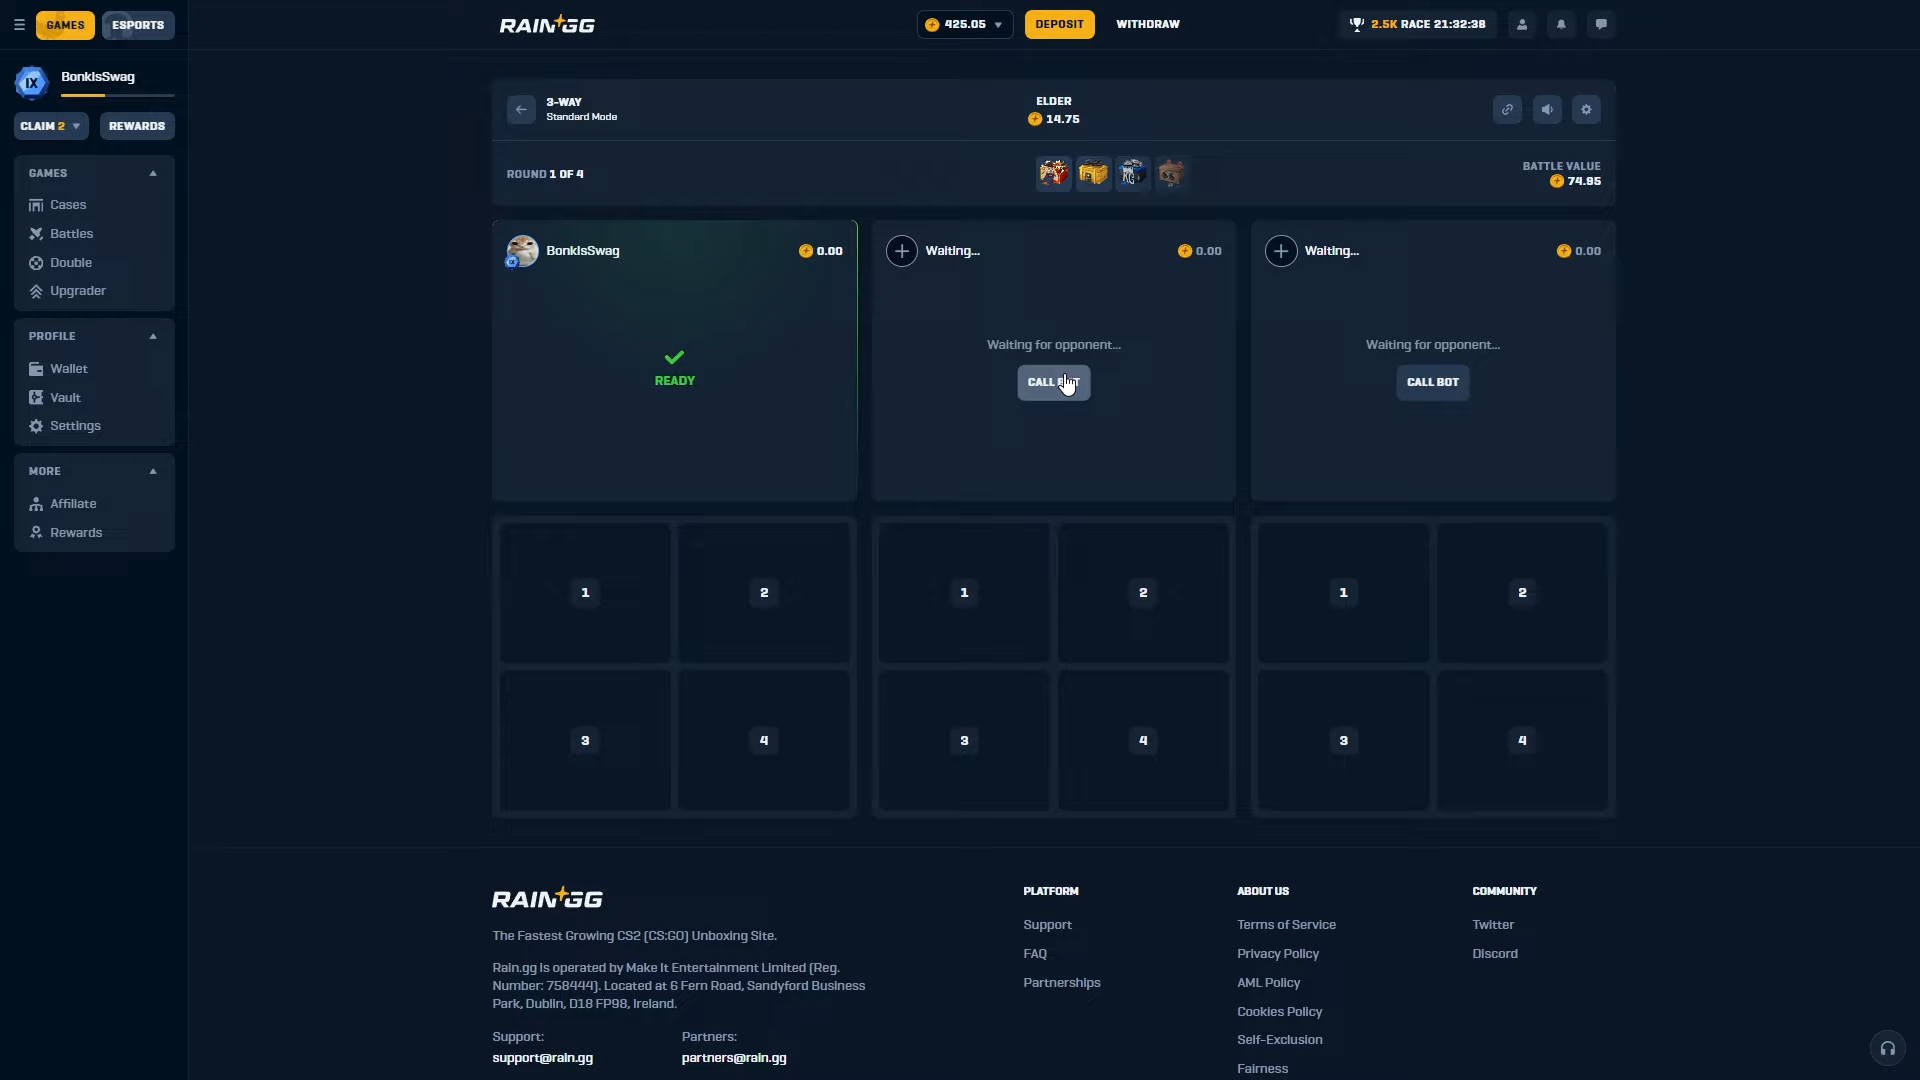 GAMES
ESPORTS
RAIN GG
425.05
DEPOSIT
WITHDRAW
2.5K RACE 21:32:38
IX
BonkIsSwag
CLAIM 2
REWARDS
GAMES
Cases
Battles
Double
Upgrader
PROFILE
Wallet
Vault
Settings
MORE
Affiliate
Rewards
3-WAY
Standard Mode
ELDER
14.75
ROUND 1 OF 4
BATTLE VALUE
74.95
BonkIsSwag
0.00
READY
Waiting...
0.00
Waiting for opponent...
CALL
Waiting...
0.00
Waiting for opponent...
CALL BOT
1
2
1
2
1
2
3
4
3
4
3
4
RAIN GG
The Fastest Growing CS2 (CS:GO) Unboxing Site.
Rain.gg is operated by Make It Entertainment Limited (Reg.
Number: 758444). Located at 6 Fern Road, Sandyford Business
Park, Dublin, D18 FP98, Ireland.
Support:
support@rain.gg
Partners:
partners@rain.gg
PLATFORM
Support
FAQ
Partnerships
ABOUT US
Terms of Service
Privacy Policy
AML Policy
Cookies Policy
Self-Exclusion
Fairness
COMMUNITY
Twitter
Discord